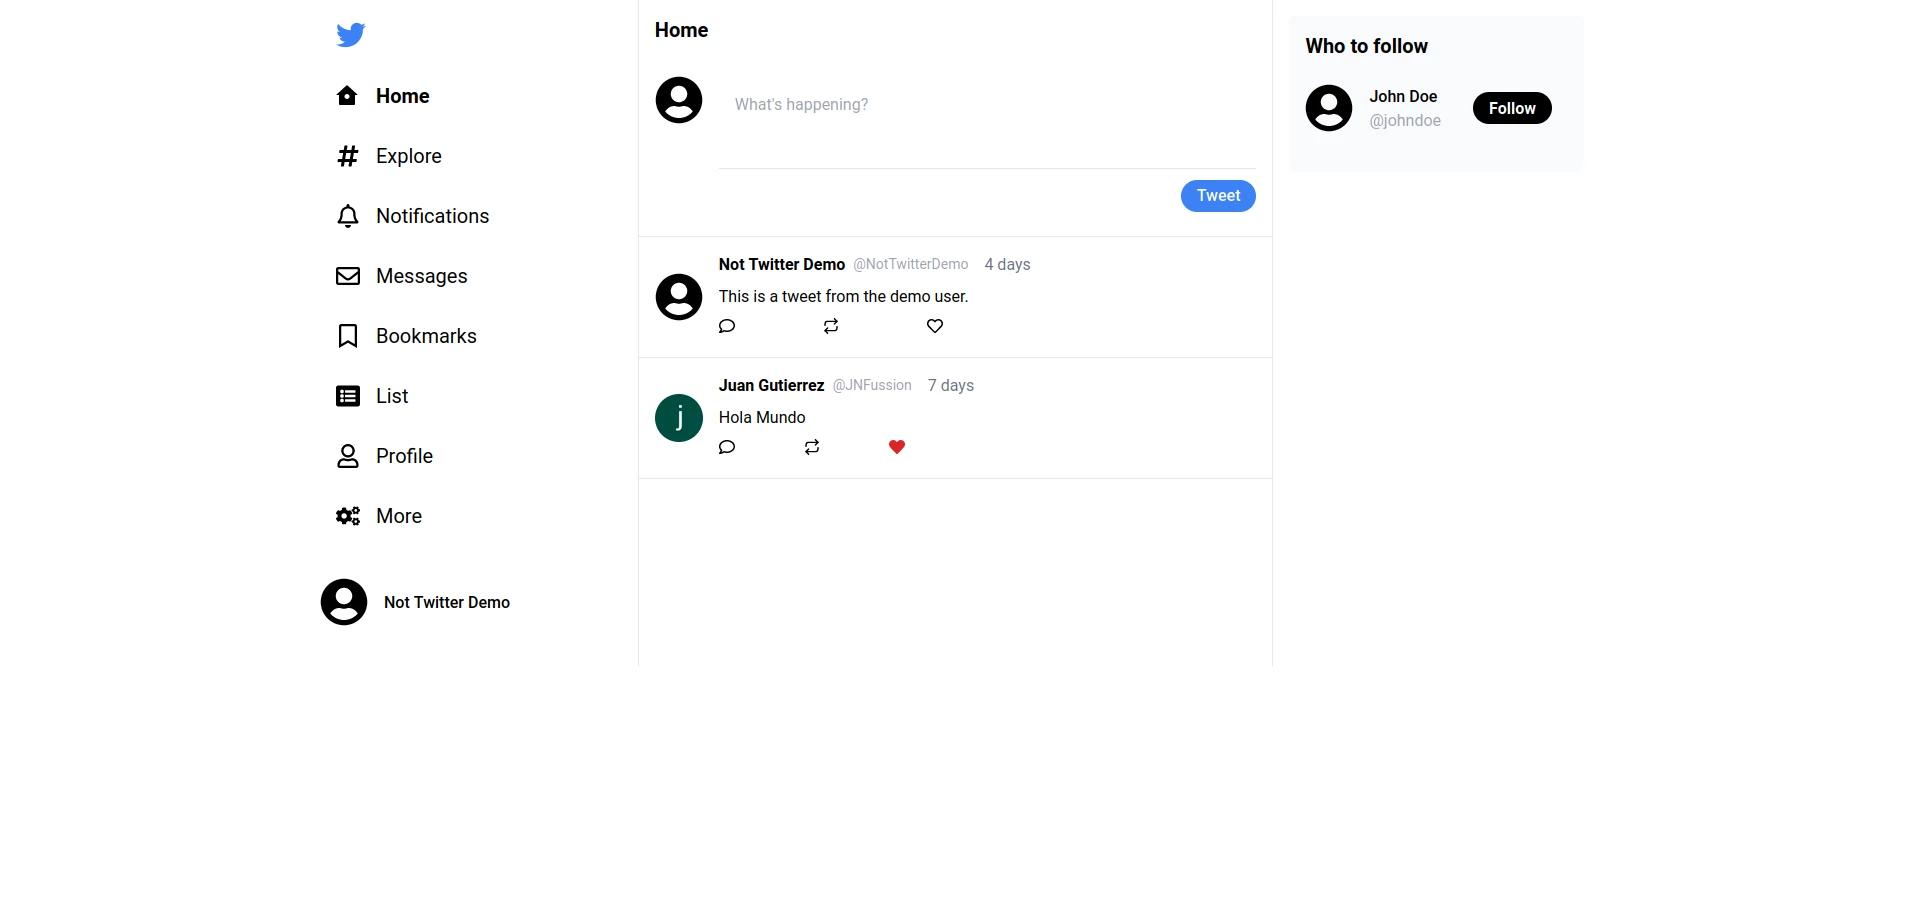 Home
Explore
Notifications
Messages
Bookmarks
List
Profile
More
Not Twitter Demo
Home
What's happening?
Tweet
Not Twitter Demo @NotTwitterDemo 4 days
This is a tweet from the demo user.
Juan Gutierrez @JNFussion 7 days
j
Hola Mundo
Who to follow
John Doe
@johndoe
Follow